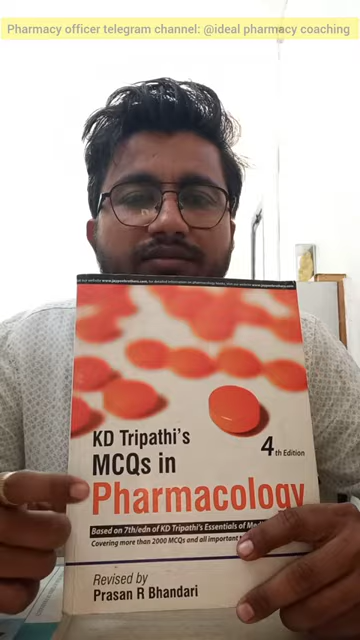 Pharmacy officer telegram channel: @ideal pharmacy coaching
KD Tripathi's
4th Edition
MCQs in
Pharmacology
Based on 7th/edn of KD Tripathi's Essentials of
Covering more than 2000 MCQs and all important
Revised by
Prasan R Bhandari